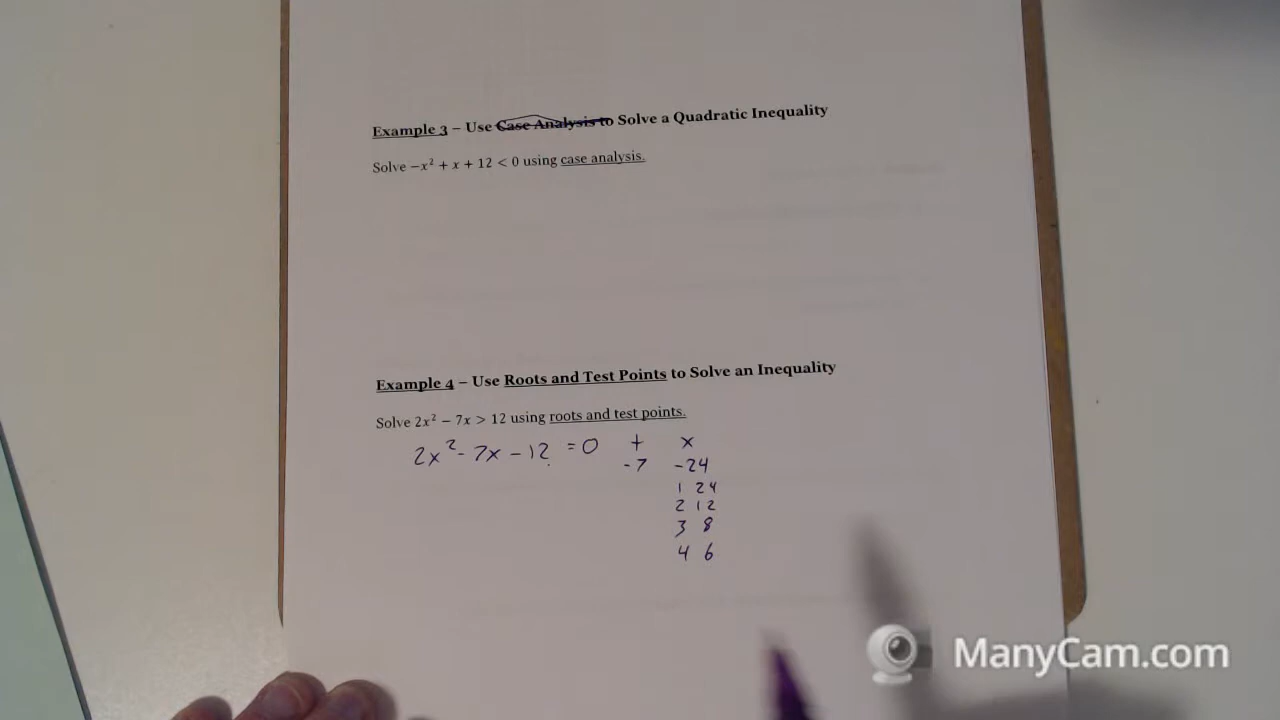 Example 3 – Use Case Analysis to Solve a Quadratic Inequality
Solve −x² + x + 12 < 0 using case analysis.
Example 4 – Use Roots and Test Points to Solve an Inequality
Solve 2x² − 7x > 12 using roots and test points.
2x² - 7x - 12 = 0 + x
-7 -24
1 24
2 12
3 8
4 6
ManyCam.com